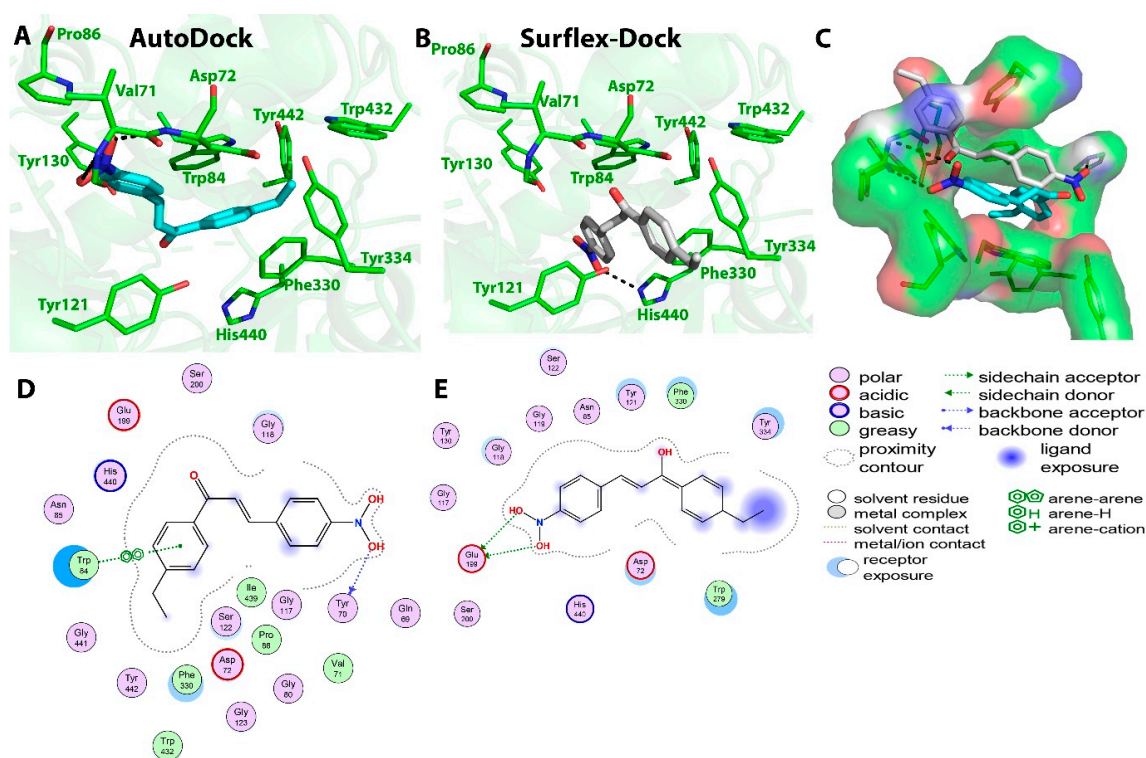 A
AutoDock
Pro86
Asp72
Val71
Trp432
Tyr442
Tyr130
Trp84
Tyr334
Phe330
Tyr121
His440
B
Surflex-Dock
Pro86
Asp72
Val71
Trp432
Tyr442
Tyr130
Trp84
Tyr334
Phe330
Tyr121
His440
C
D
Ser
200
Glu
199
Gly
118
His
440
O
Asn
85
OH
N
OH
Trp
84
Ile
439
Gly
117
Tyr
70
Gln
69
Ser
122
Gly
441
Pro
86
Asp
72
Val
71
Tyr
442
Phe
330
Gly
80
Gly
123
Trp
432
E
Ser
122
Tyr
121
Phe
330
Asn
85
Gly
119
Tyr
334
Tyr
130
Gly
118
OH
Gly
117
HO
N
OH
Glu
199
Asp
72
Trp
279
His
440
Ser
200
polar
acidic
basic
greasy
proximity
contour
sidechain acceptor
sidechain donor
backbone acceptor
backbone donor
ligand
exposure
solvent residue
metal complex
solvent contact
metal/ion contact
receptor
exposure
arene-arene
H arene-H
+ arene-cation